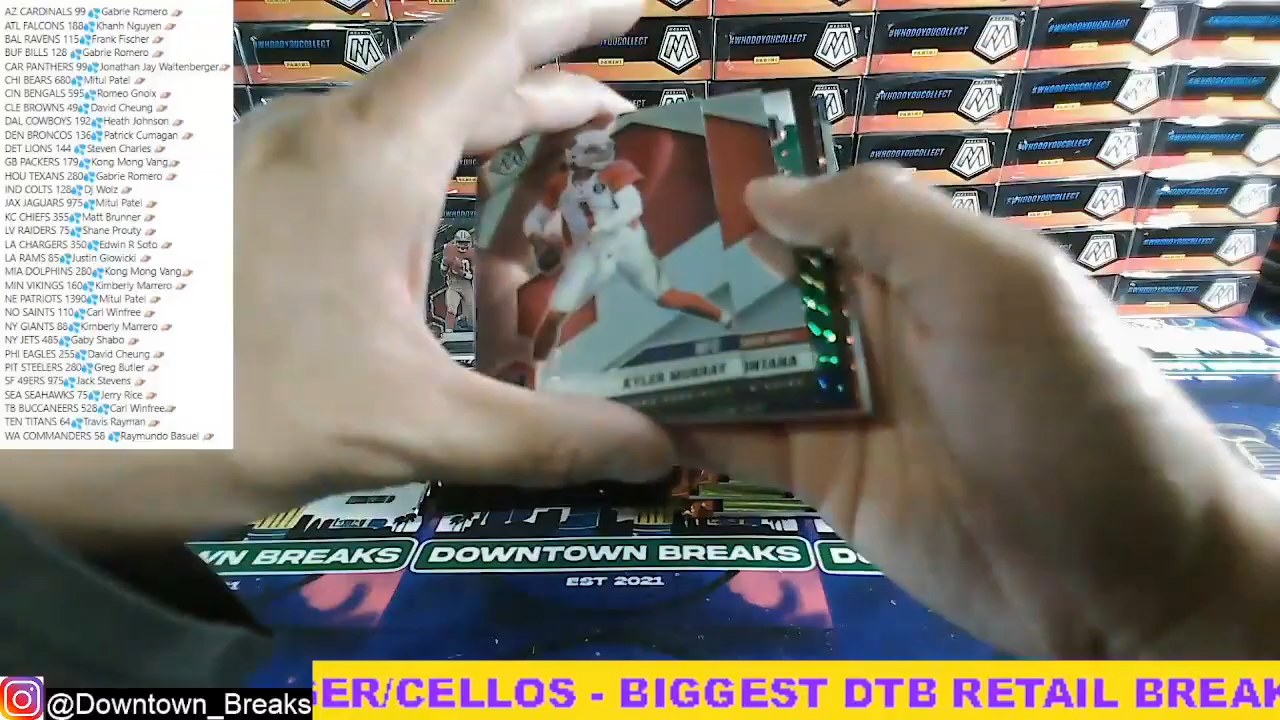 AZ CARDINALS 99 Gabrie Romero
ATL FALCONS 188 Khanh Nguyen
BAL RAVENS 115 Frank Fischer
BUF BILLS 128 Gabrie Romero
CAR PANTHERS 99 Jonathan Jay Waltenberger
CHI BEARS 680 Mitul Patel
CIN BENGALS 595 Romeo Gnoix
CLE BROWNS 49 David Cheung
DAL COWBOYS 192 Heath Johnson
DEN BRONCOS 136 Patrick Cumagan
DET LIONS 144 Steven Charles
GB PACKERS 179 Kong Mong Vang
HOU TEXANS 280 Gabrie Romero
IND COLTS 128 DJ Wolz
JAX JAGUARS 975 Mitul Patel
KC CHIEFS 355 Matt Brunner
LV RAIDERS 75 Shane Prouty
LA CHARGERS 350 Edwin R Soto
LA RAMS 85 Justin Glowicki
MIA DOLPHINS 280 Kong Mong Vang
MIN VIKINGS 160 Kimberly Marrero
NE PATRIOTS 1390 Mitul Patel
NO SAINTS 110 Carl Winfree
NY GIANTS 88 Kimberly Marrero
NY JETS 485 Gaby Shabo
PHI EAGLES 255 David Cheung
PIT STEELERS 280 Greg Butler
SF 49ERS 975 Jack Stevens
SEA SEAHAWKS 75 Jerry Rice
TB BUCCANEERS 528 Carl Winfree
TEN TITANS 64 Travis Rayman
WA COMMANDERS 58 Raymundo Basuel
#WHODOYOUCOLLECT
PANINI
KYLER MURRAY
NTANA
WN BREAKS
DOWNTOWN BREAKS
EST 2021
@Downtown_Breaks
GER/CELLOS - BIGGEST DTB RETAIL BREAK